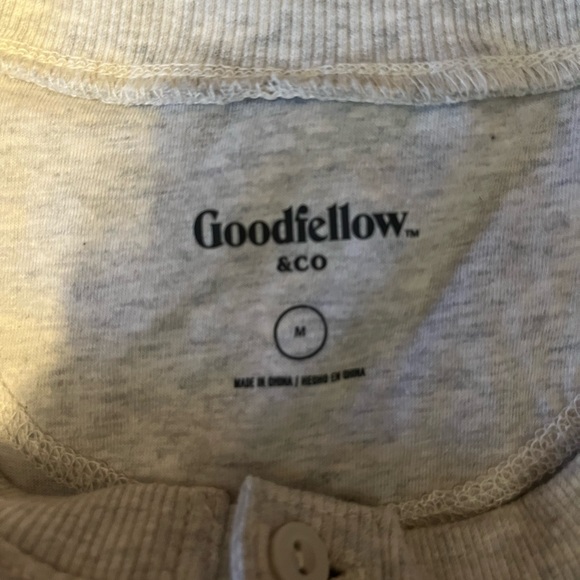 Goodfellow™
&CO
M
MADE IN CHINA / HECHO EN CHINA